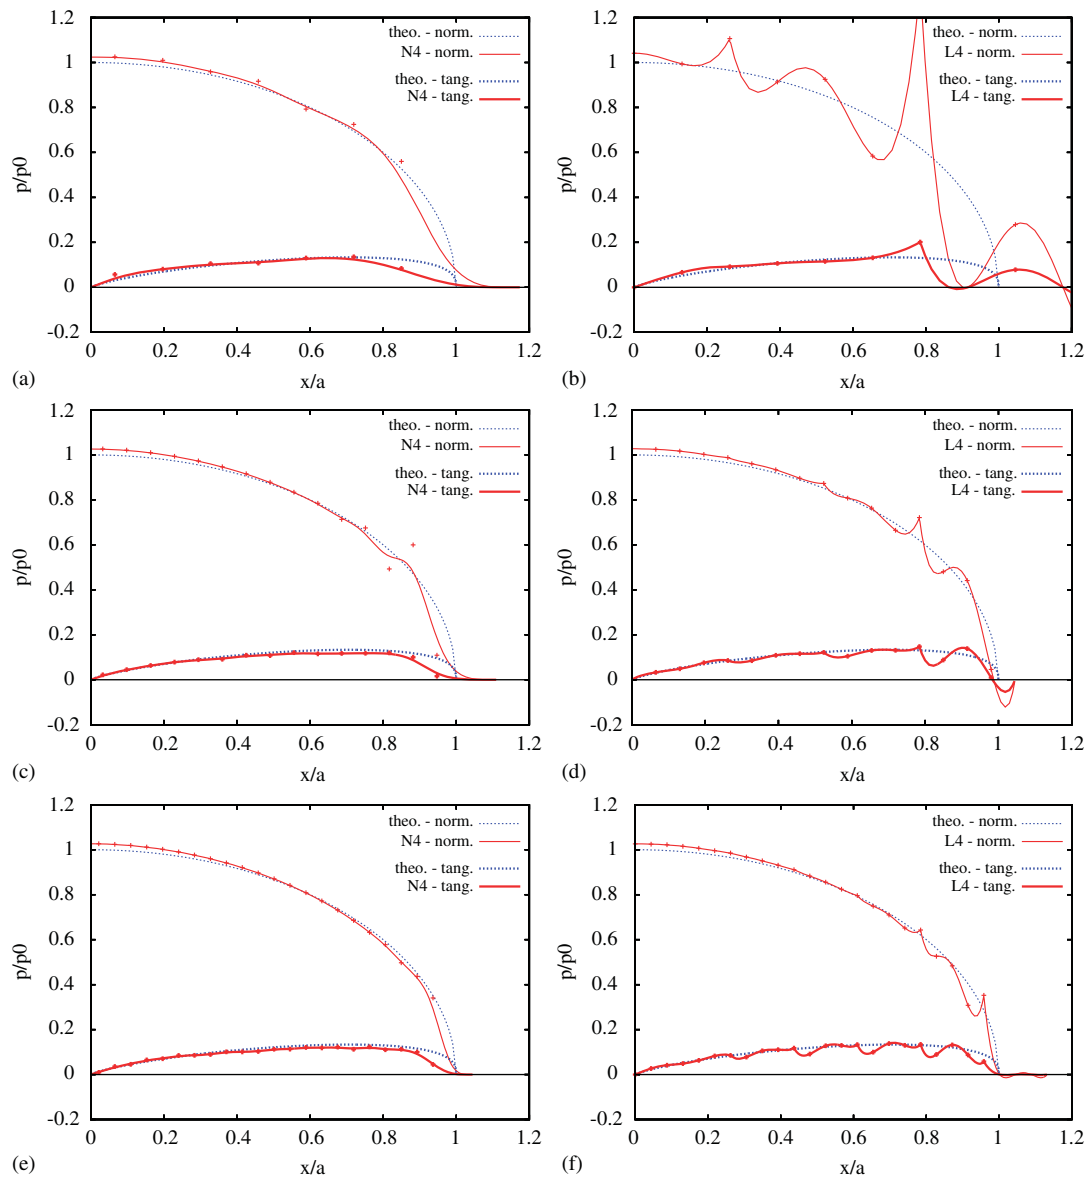 1.2
1
0.8
0.6
0.4
0.2
0
-0.2
p/p0
theo. - norm.
N4 - norm.
theo. - tang.
N4 - tang.
0 0.2 0.4 0.6 0.8 1 1.2
x/a
(a)
1.2
1
0.8
0.6
0.4
0.2
0
-0.2
p/p0
theo. - norm.
L4 - norm.
theo. - tang.
L4 - tang.
0 0.2 0.4 0.6 0.8 1 1.2
x/a
(b)
1.2
1
0.8
0.6
0.4
0.2
0
-0.2
p/p0
theo. - norm.
N4 - norm.
theo. - tang.
N4 - tang.
0 0.2 0.4 0.6 0.8 1 1.2
x/a
(c)
1.2
1
0.8
0.6
0.4
0.2
0
-0.2
p/p0
theo. - norm.
L4 - norm.
theo. - tang.
L4 - tang.
0 0.2 0.4 0.6 0.8 1 1.2
x/a
(d)
1.2
1
0.8
0.6
0.4
0.2
0
-0.2
p/p0
theo. - norm.
N4 - norm.
theo. - tang.
N4 - tang.
0 0.2 0.4 0.6 0.8 1 1.2
x/a
(e)
1.2
1
0.8
0.6
0.4
0.2
0
-0.2
p/p0
theo. - norm.
L4 - norm.
theo. - tang.
L4 - tang.
0 0.2 0.4 0.6 0.8 1 1.2
x/a
(f)